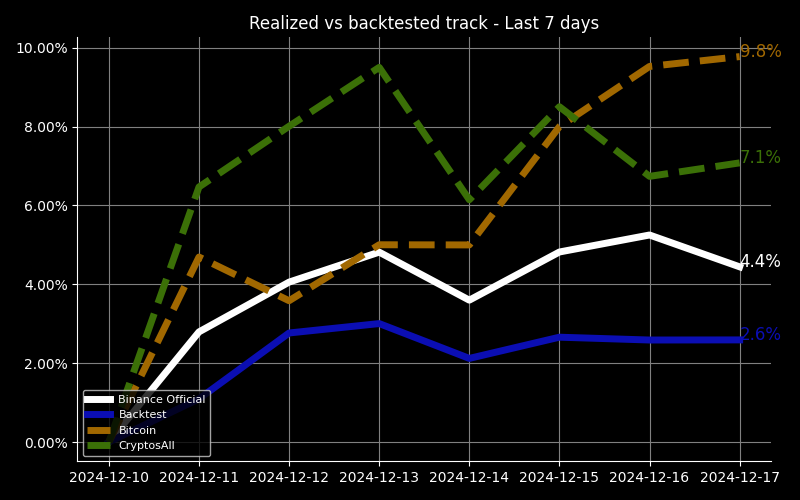 Realized vs backtested track - Last 7 days
10.00%
8.00%
6.00%
4.00%
2.00%
0.00%
9.8%
7.1%
4.4%
2.6%
Binance Official
Backtest
Bitcoin
CryptosAll
2024-12-10 2024-12-11 2024-12-12 2024-12-13 2024-12-14 2024-12-15 2024-12-16 2024-12-17